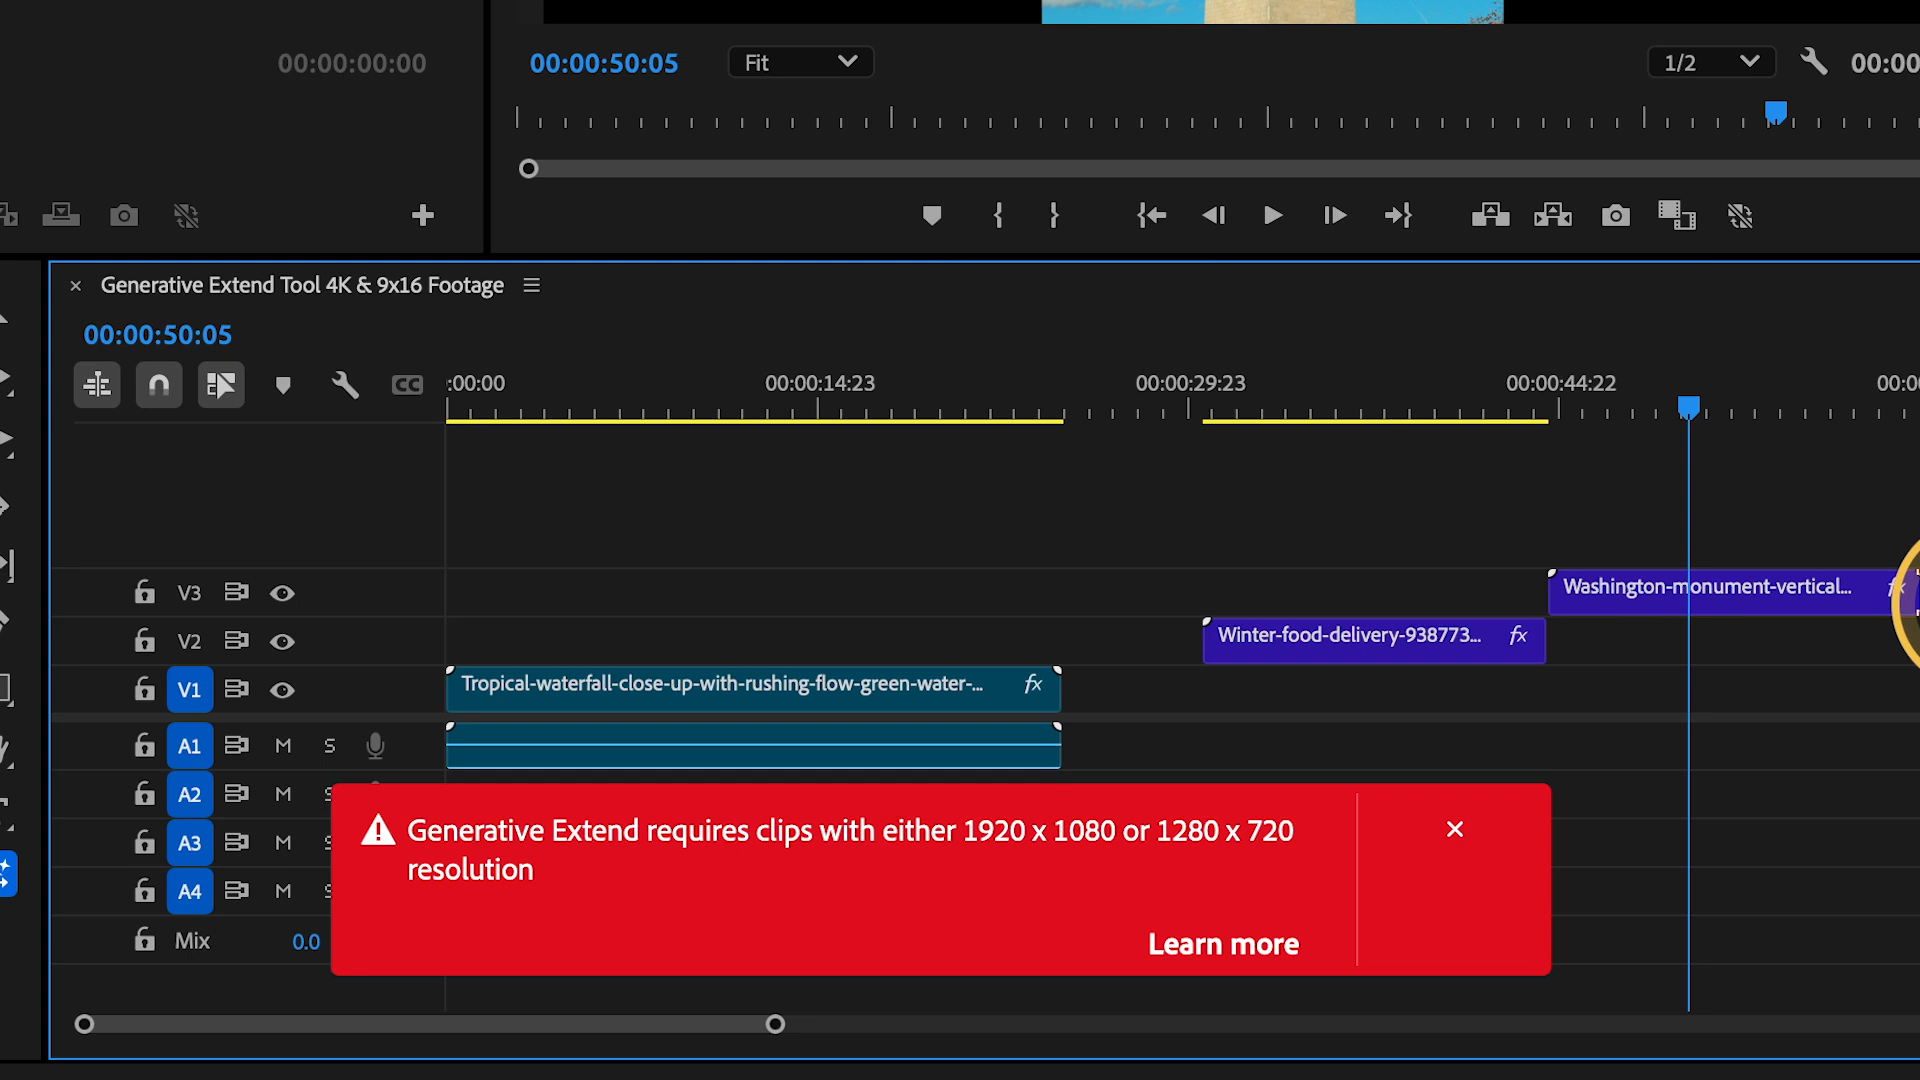 00:00:00:00
00:00:50:05
Fit
1/2
00:00
Generative Extend Tool 4K & 9x16 Footage
00:00:50:05
CC
:00:00
00:00:14:23
00:00:29:23
00:00:44:22
00:0
V3
Washington-monument-vertical...
V2
Winter-food-delivery-938773...
fx
V1
Tropical-waterfall-close-up-with-rushing-flow-green-water-...
fx
A1
M
S
A2
M
A3
M
A4
M
Mix
0.0
Generative Extend requires clips with either 1920 x 1080 or 1280 x 720
resolution
Learn more